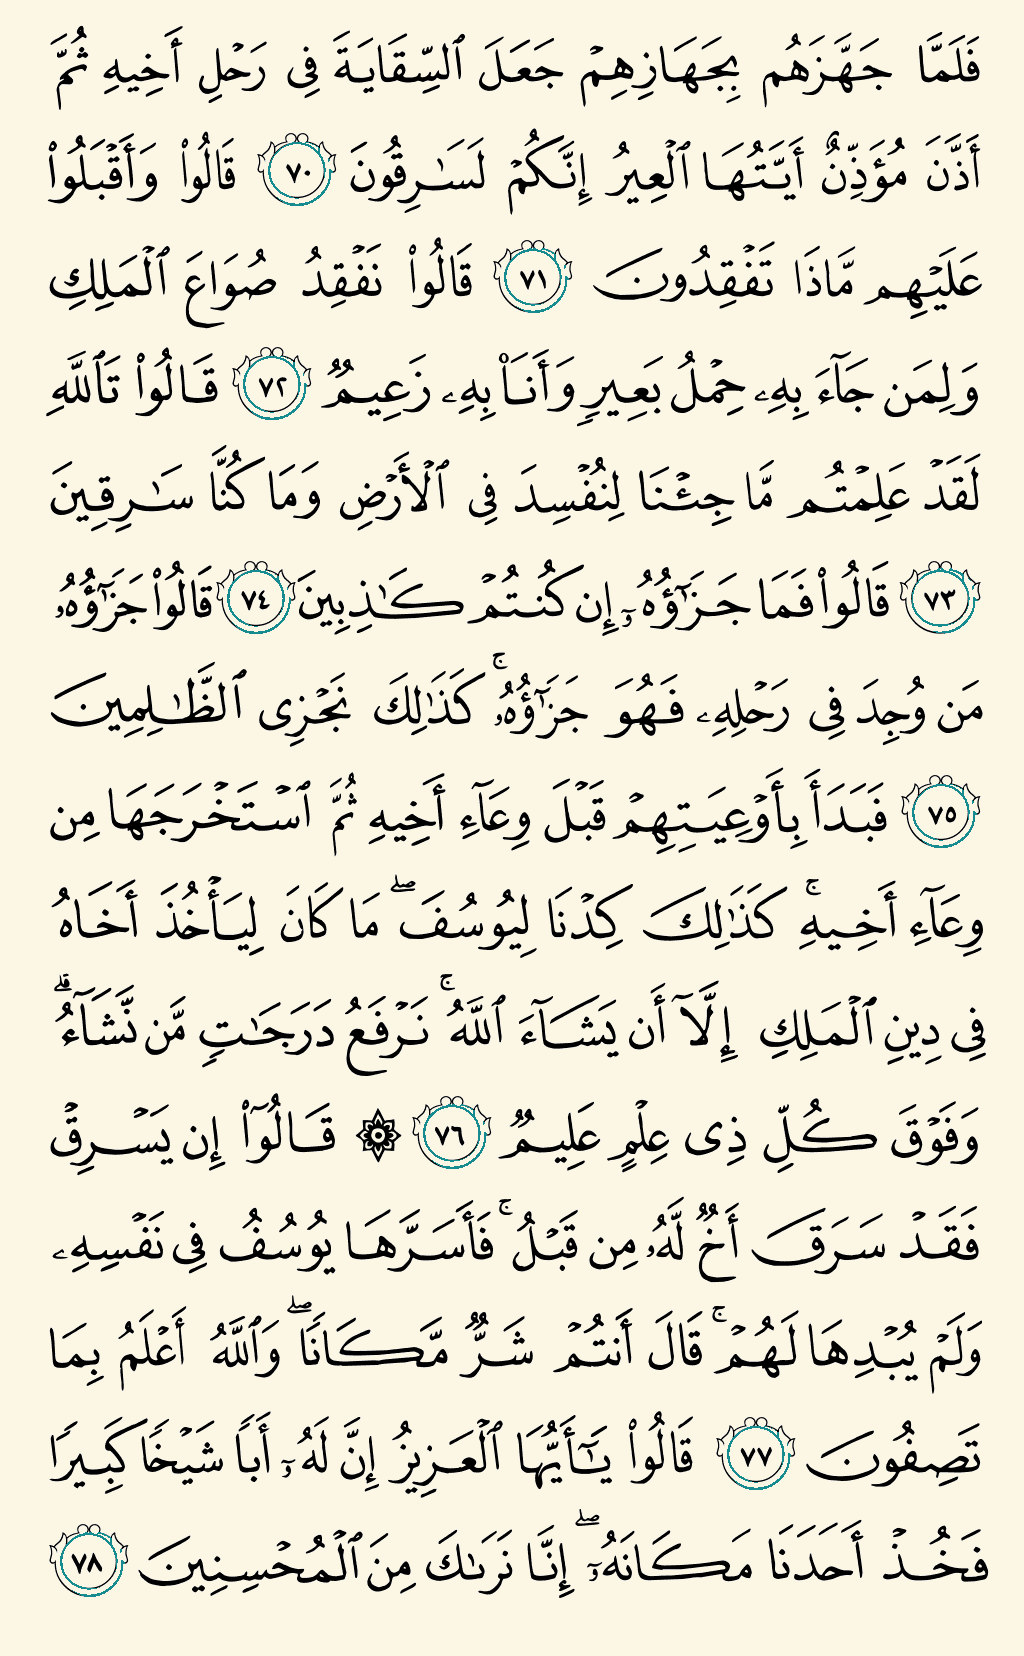 فَلَمَّا جَهَّزَهُم بِجَهَازِهِمۡ جَعَلَ ٱلسِّقَايَةَ فِي رَحۡلِ أَخِيهِ ثُمَّ
أَذَّنَ مُؤَذِّنٌ أَيَّتُهَا ٱلۡعِيرُ إِنَّكُمۡ لَسَٰرِقُونَ ٧٠ قَالُواْ وَأَقۡبَلُواْ
عَلَيۡهِم مَّاذَا تَفۡقِدُونَ ٧١ قَالُواْ نَفۡقِدُ صُوَاعَ ٱلۡمَلِكِ
وَلِمَن جَآءَ بِهِۦ حِمۡلُ بَعِيرٖ وَأَنَا۠ بِهِۦ زَعِيمٞ ٧٢ قَالُواْ تَٱللَّهِ
لَقَدۡ عَلِمۡتُم مَّا جِئۡنَا لِنُفۡسِدَ فِي ٱلۡأَرۡضِ وَمَا كُنَّا سَٰرِقِينَ
٧٣ قَالُواْ فَمَا جَزَٰٓؤُهُۥٓ إِن كُنتُمۡ كَٰذِبِينَ ٧٤ قَالُواْ جَزَٰٓؤُهُۥ
مَن وُجِدَ فِي رَحۡلِهِۦ فَهُوَ جَزَٰٓؤُهُۥۚ كَذَٰلِكَ نَجۡزِي ٱلظَّٰلِمِينَ
٧٥ فَبَدَأَ بِأَوۡعِيَتِهِمۡ قَبۡلَ وِعَآءِ أَخِيهِ ثُمَّ ٱسۡتَخۡرَجَهَا مِن
وِعَآءِ أَخِيهِۚ كَذَٰلِكَ كِدۡنَا لِيُوسُفَۖ مَا كَانَ لِيَأۡخُذَ أَخَاهُ
فِي دِينِ ٱلۡمَلِكِ إِلَّآ أَن يَشَآءَ ٱللَّهُۚ نَرۡفَعُ دَرَجَٰتٖ مَّن نَّشَآءُۗ
وَفَوۡقَ كُلِّ ذِي عِلۡمٍ عَلِيمٞ ٧٦ ۞ قَالُوٓاْ إِن يَسۡرِقۡ
فَقَدۡ سَرَقَ أَخٞ لَّهُۥ مِن قَبۡلُۚ فَأَسَرَّهَا يُوسُفُ فِي نَفۡسِهِۦ
وَلَمۡ يُبۡدِهَا لَهُمۡۚ قَالَ أَنتُمۡ شَرّٞ مَّكَانٗاۖ وَٱللَّهُ أَعۡلَمُ بِمَا
تَصِفُونَ ٧٧ قَالُواْ يَٰٓأَيُّهَا ٱلۡعَزِيزُ إِنَّ لَهُۥٓ أَبٗا شَيۡخٗا كَبِيرٗا
فَخُذۡ أَحَدَنَا مَكَانَهُۥٓۖ إِنَّا نَرَىٰكَ مِنَ ٱلۡمُحۡسِنِينَ ٧٨